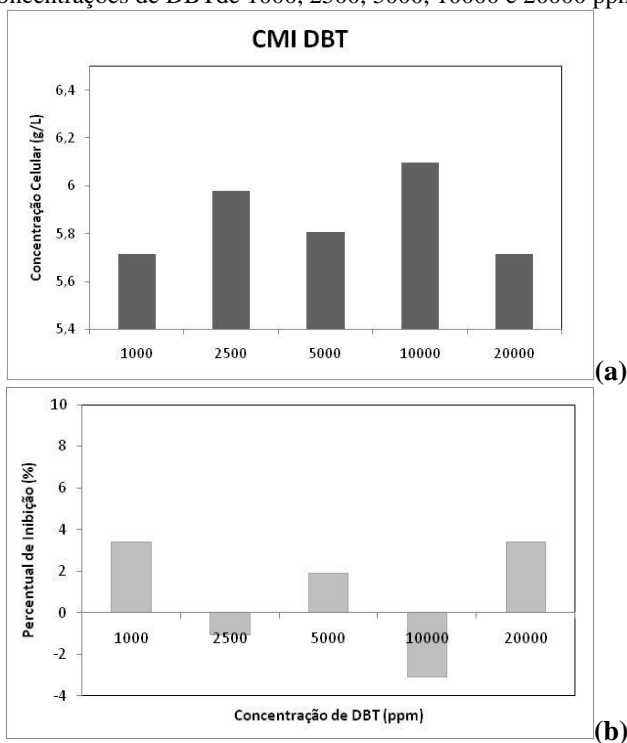 oncentrações de DBTde 1000, 2500, 5000, 10000 e 20000 ppm
CMI DBT
Concentração Celular (g/L)
6,4
6,2
6
5,8
5,6
5,4
1000 2500 5000 10000 20000
(a)
Percentual de Inibição (%)
10
8
6
4
2
0
-2
-4
1000 2500 5000 10000 20000
Concentração de DBT (ppm)
(b)